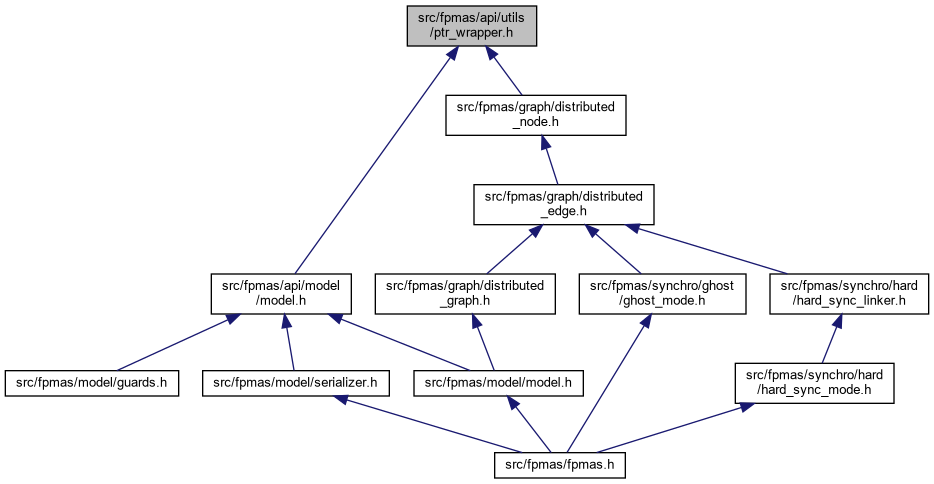 src/fpmas/api/utils
/ptr_wrapper.h
src/fpmas/graph/distributed
_node.h
src/fpmas/graph/distributed
_edge.h
src/fpmas/api/model
/model.h
src/fpmas/graph/distributed
_graph.h
src/fpmas/synchro/ghost
/ghost_mode.h
src/fpmas/synchro/hard
/hard_sync_linker.h
src/fpmas/model/guards.h
src/fpmas/model/serializer.h
src/fpmas/model/model.h
src/fpmas/synchro/hard
/hard_sync_mode.h
src/fpmas/fpmas.h